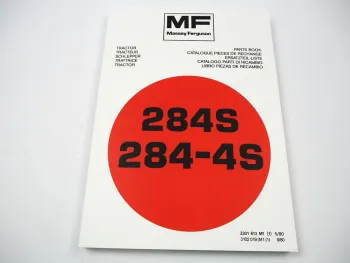 MF
Massey Ferguson
TRACTOR
TRACTEUR
SCHLEPPER
TRATTRICE
TRACTOR
PARTS BOOK
CATALOGUE PIECES DE RECHANGE
ERSATZTEIL-LISTE
CATALOGO PARTI DI RICAMBIO
LIBRO PIEZAS DE RECAMBIO
284S
284-4S